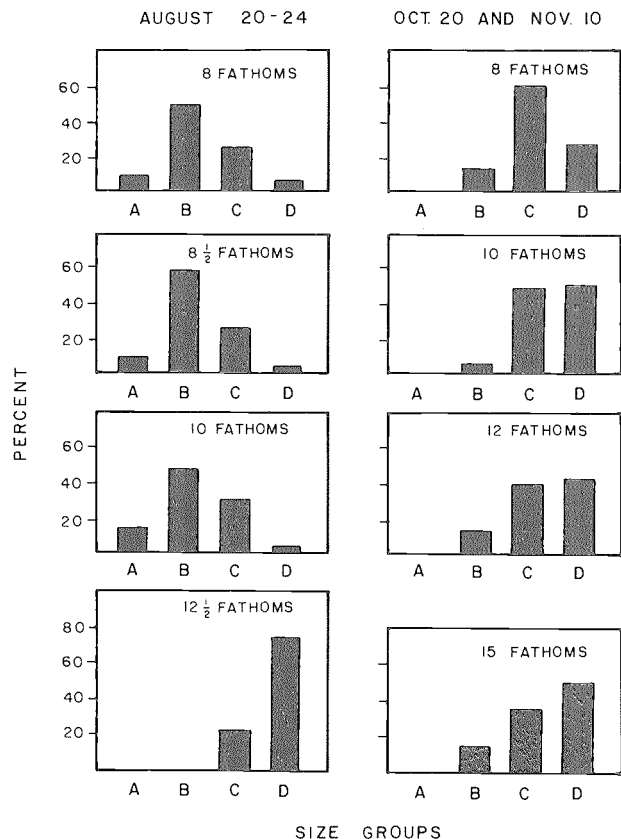 AUGUST 20-24
OCT. 20 AND NOV. 10
8 FATHOMS
60
40
20
A B C D
8 FATHOMS
A B C D
8 1/2 FATHOMS
60
40
20
A B C D
10 FATHOMS
A B C D
10 FATHOMS
60
40
20
A B C D
12 FATHOMS
A B C D
12 1/2 FATHOMS
80
60
40
20
A B C D
15 FATHOMS
A B C D
PERCENT
SIZE GROUPS